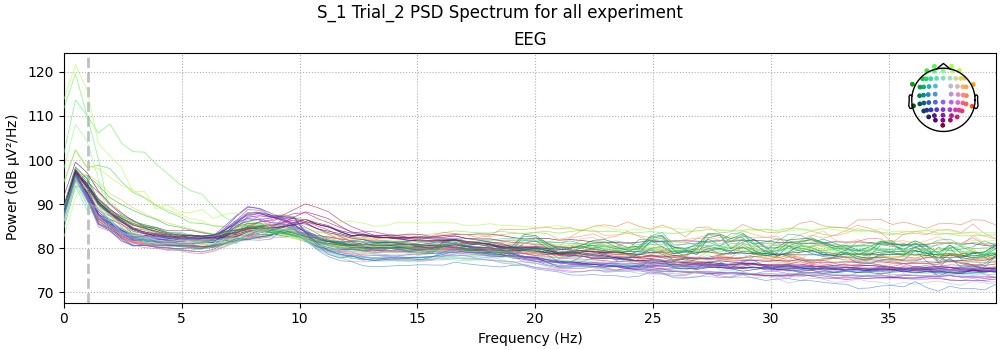 S_1 Trial_2 PSD Spectrum for all experiment
EEG
Power (dB µV²/Hz)
120
110
100
90
80
70
0 5 10 15 20 25 30 35
Frequency (Hz)